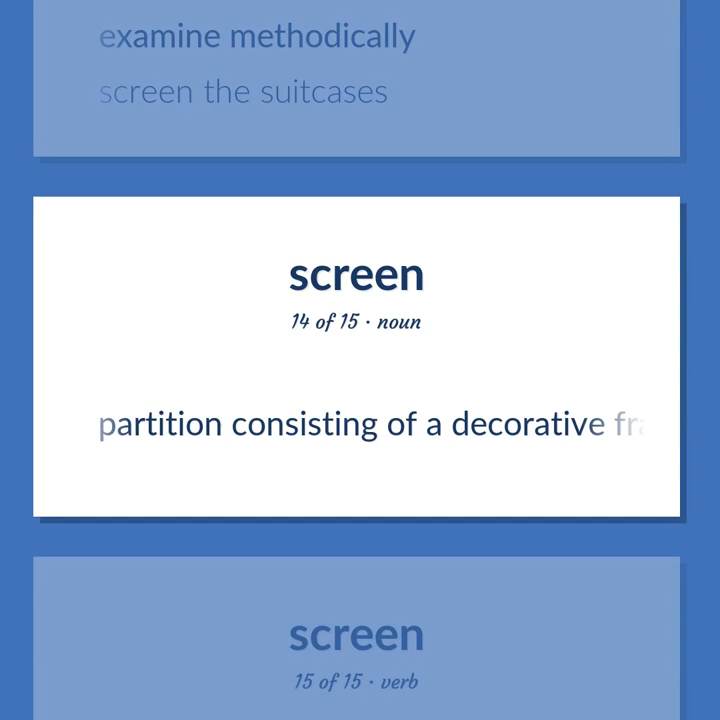 examine methodically
screen the suitcases
screen
14 of 15 · noun
partition consisting of a decorative
screen
15 of 15 · verb